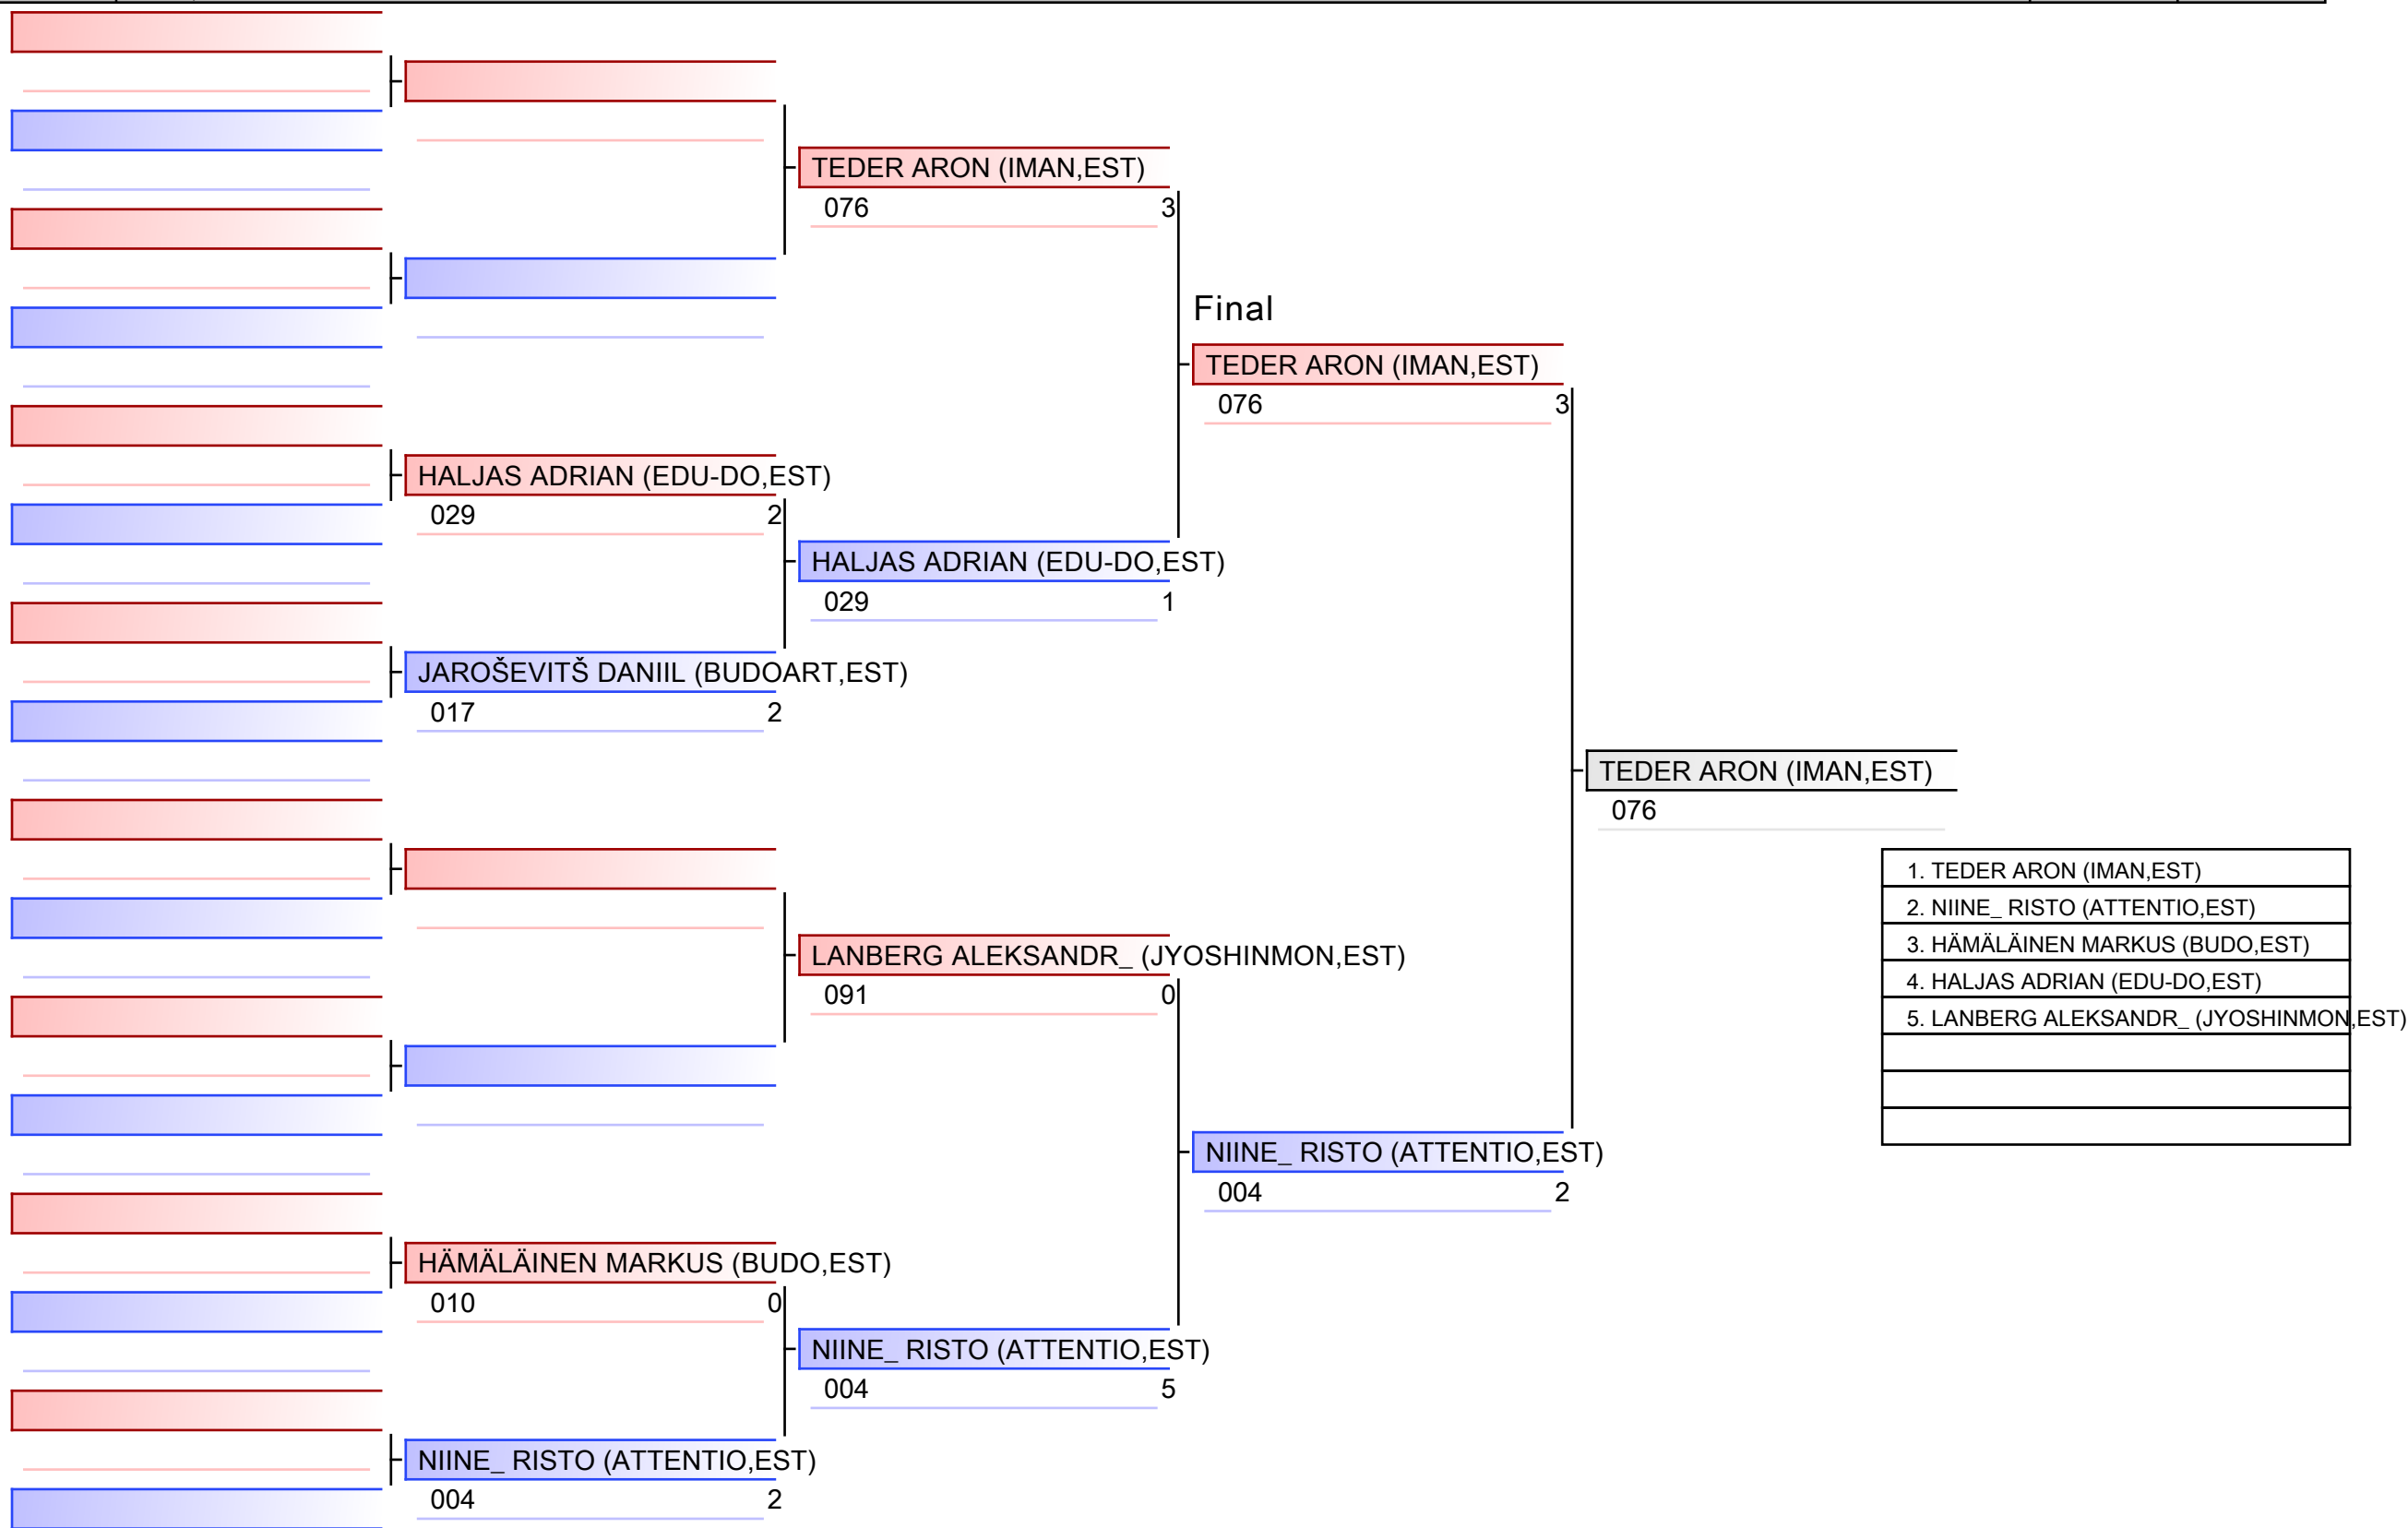 TEDER ARON (IMAN,EST)
076 3
Final
TEDER ARON (IMAN,EST)
076 3
HALJAS ADRIAN (EDU-DO,EST)
029 2
HALJAS ADRIAN (EDU-DO,EST)
029 1
JAROŠEVITŠ DANIIL (BUDOART,EST)
017 2
TEDER ARON (IMAN,EST)
076
1. TEDER ARON (IMAN,EST)
2. NIINE_ RISTO (ATTENTIO,EST)
3. HÄMÄLÄINEN MARKUS (BUDO,EST)
4. HALJAS ADRIAN (EDU-DO,EST)
5. LANBERG ALEKSANDR_ (JYOSHINMON,EST)
LANBERG ALEKSANDR_ (JYOSHINMON,EST)
091 0
NIINE_ RISTO (ATTENTIO,EST)
004 2
HÄMÄLÄINEN MARKUS (BUDO,EST)
010 0
NIINE_ RISTO (ATTENTIO,EST)
004 5
NIINE_ RISTO (ATTENTIO,EST)
004 2